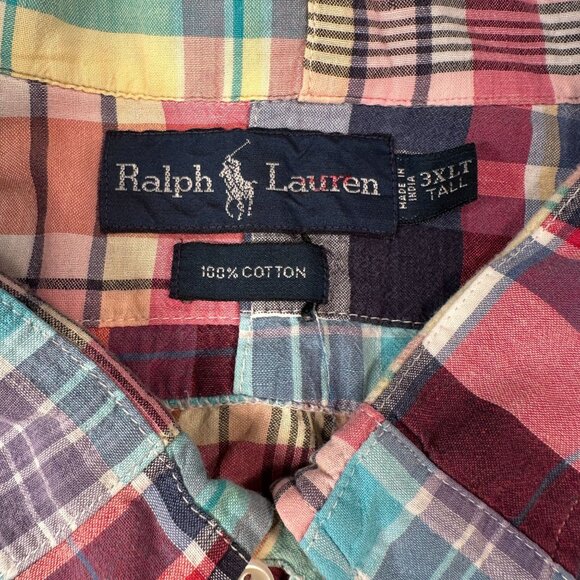 Ralph Lauren
MADE IN
INDIA
3XLT
TALL
100% COTTON